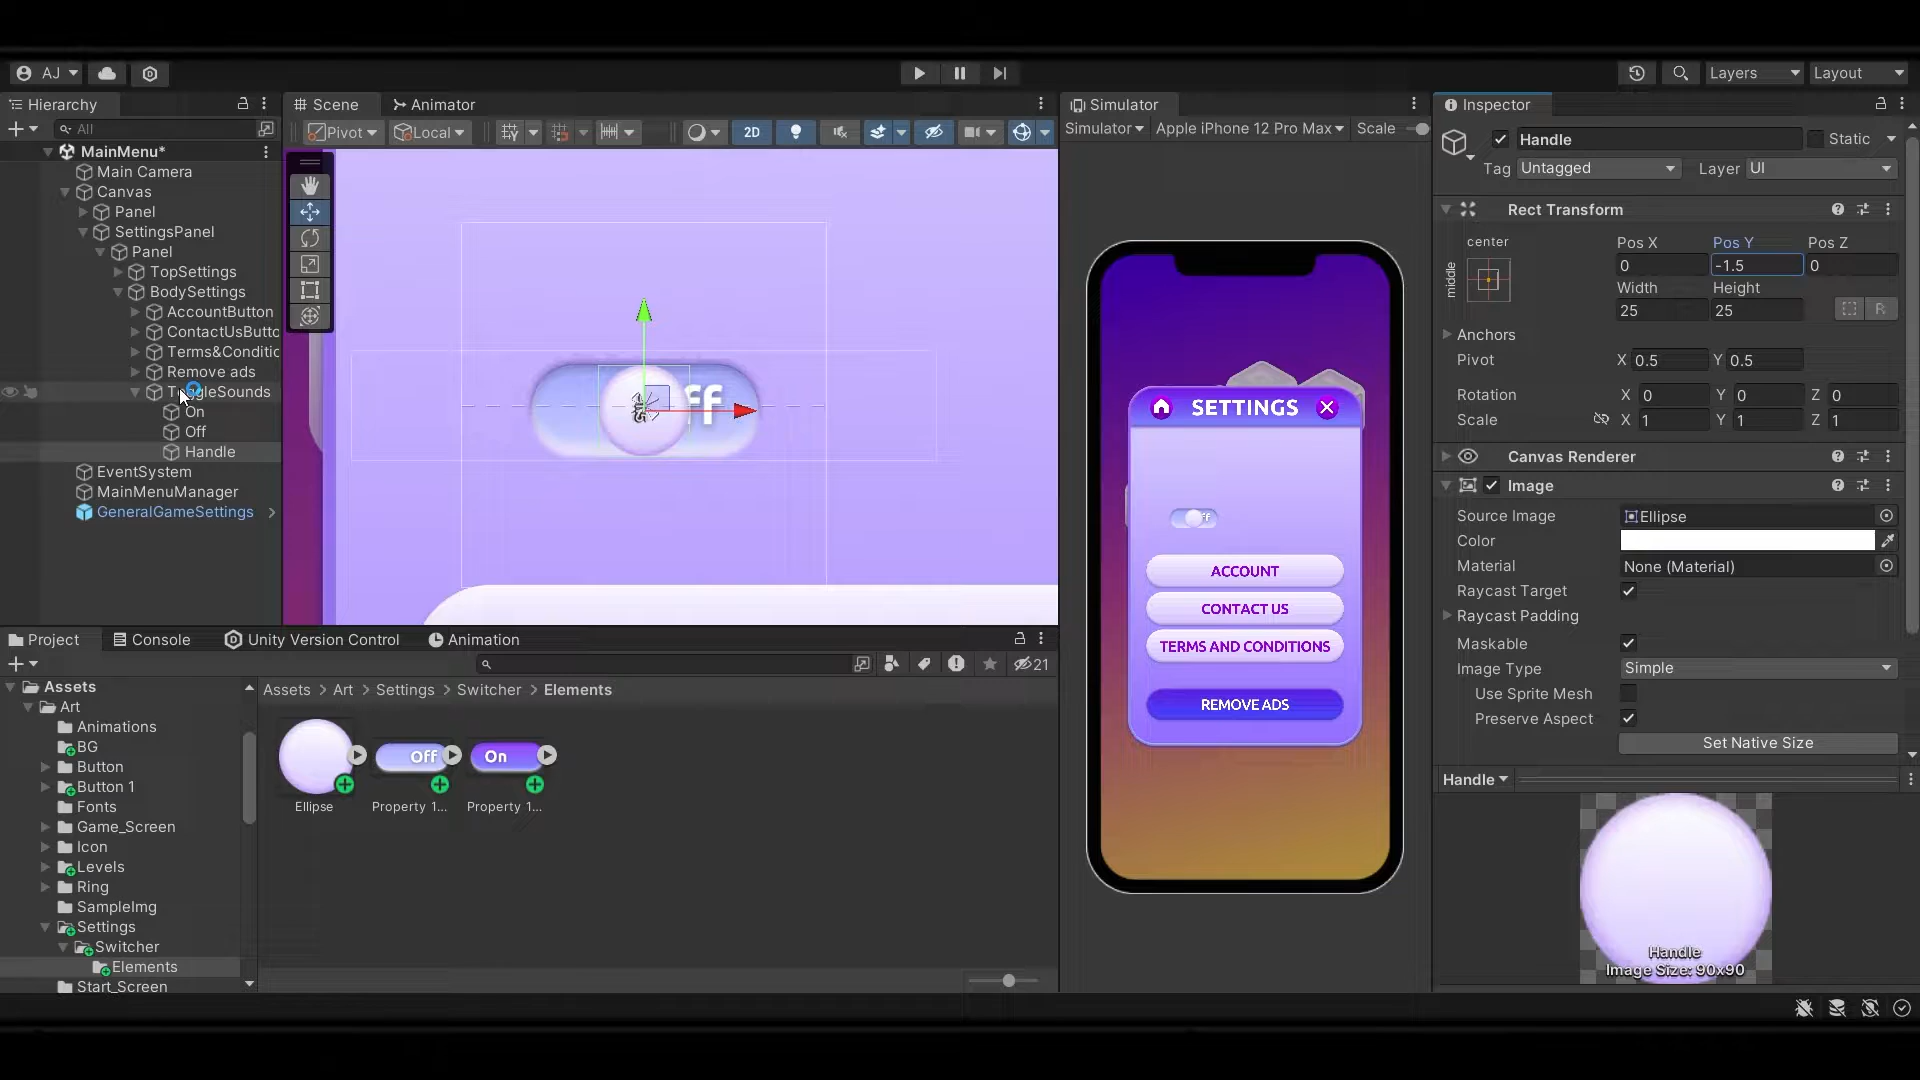 AJ
Layers
Layout
Hierarchy
All
MainMenu*
Main Camera
Canvas
Panel
SettingsPanel
Panel
TopSettings
BodySettings
AccountButton
ContactUsButto
Terms&Conditic
Remove ads
ToggleSounds
On
Off
Handle
EventSystem
MainMenuManager
GeneralGameSettings
Scene
Animator
Pivot
Local
2D
ff
Simulator
Simulator
Apple iPhone 12 Pro Max
Scale
SETTINGS
ff
ACCOUNT
CONTACT US
TERMS AND CONDITIONS
REMOVE ADS
Inspector
Handle
Static
Tag
Untagged
Layer
UI
Rect Transform
center
middle
Pos X
Pos Y
Pos Z
0
-1.5
0
Width
Height
25
25
R
Anchors
Pivot
X 0.5
Y 0.5
Rotation
X 0
Y 0
Z 0
Scale
X 1
Y 1
Z 1
Canvas Renderer
Image
Source Image
Ellipse
Color
Material
None (Material)
Raycast Target
Raycast Padding
Maskable
Image Type
Simple
Use Sprite Mesh
Preserve Aspect
Set Native Size
Handle
Handle
Image Size: 90x90
Project
Console
Unity Version Control
Animation
21
Assets
Art
Animations
BG
Button
Button 1
Fonts
Game_Screen
Icon
Levels
Ring
SampleImg
Settings
Switcher
Elements
Start_Screen
Assets > Art > Settings > Switcher > Elements
Off
On
Ellipse
Property 1...
Property 1...